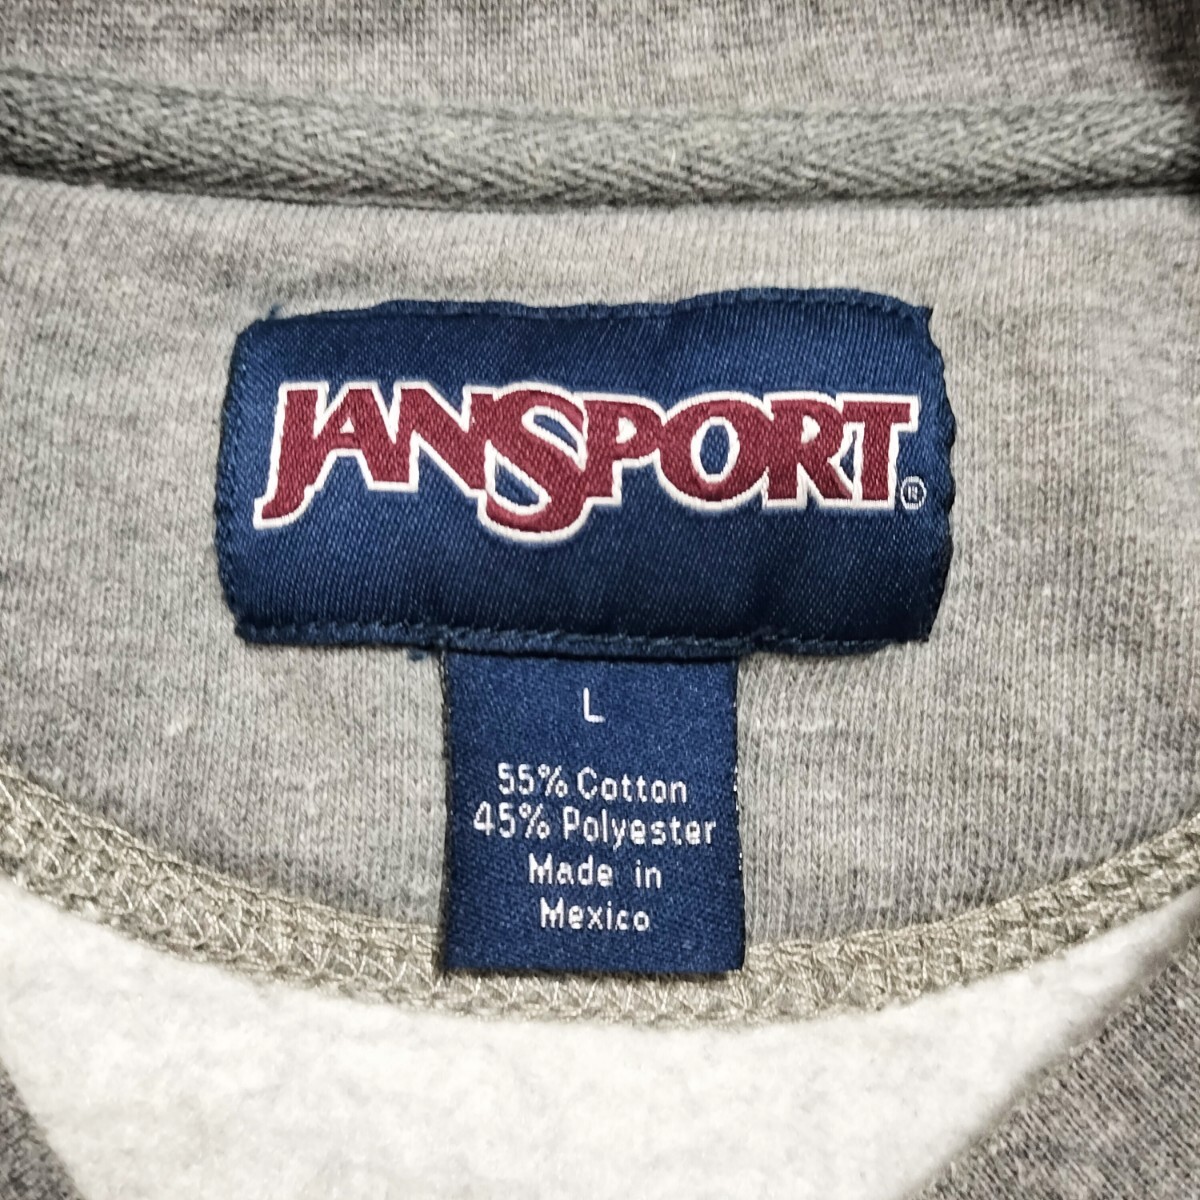 JANSPORT®
L
55% Cotton
45% Polyester
Made in
Mexico